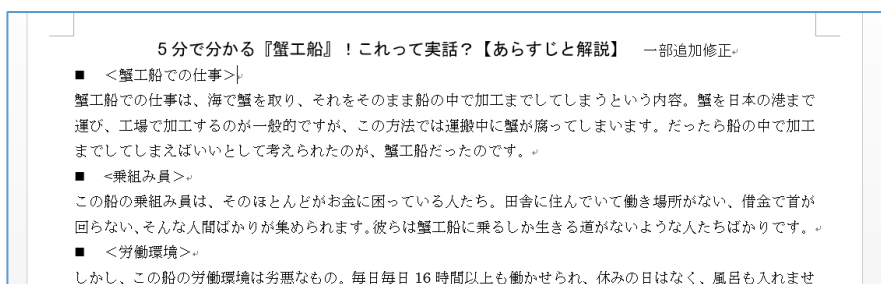 5分で分かる『蟹工船』！これって実話？【あらすじと解説】　一部追加修正
■　<蟹工船での仕事>
蟹工船での仕事は、海で蟹を取り、それをそのまま船の中で加工までしてしまうという内容。蟹を日本の港まで
運び、工場で加工するのが一般的ですが、この方法では運搬中に蟹が腐ってしまいます。だったら船の中で加工
までしてしまえばいいとして考えられたのが、蟹工船だったのです。
■　<乗組み員>
この船の乗組み員は、そのほとんどがお金に困っている人たち。田舎に住んでいて働き場所がない、借金で首が
回らない、そんな人間ばかりが集められます。彼らは蟹工船に乗るしか生きる道がないような人たちばかりです。
■　<労働環境>
しかし、この船の労働環境は劣悪なもの。毎日毎日 16 時間以上も働かせられ、休みの日はなく、風呂も入れませ